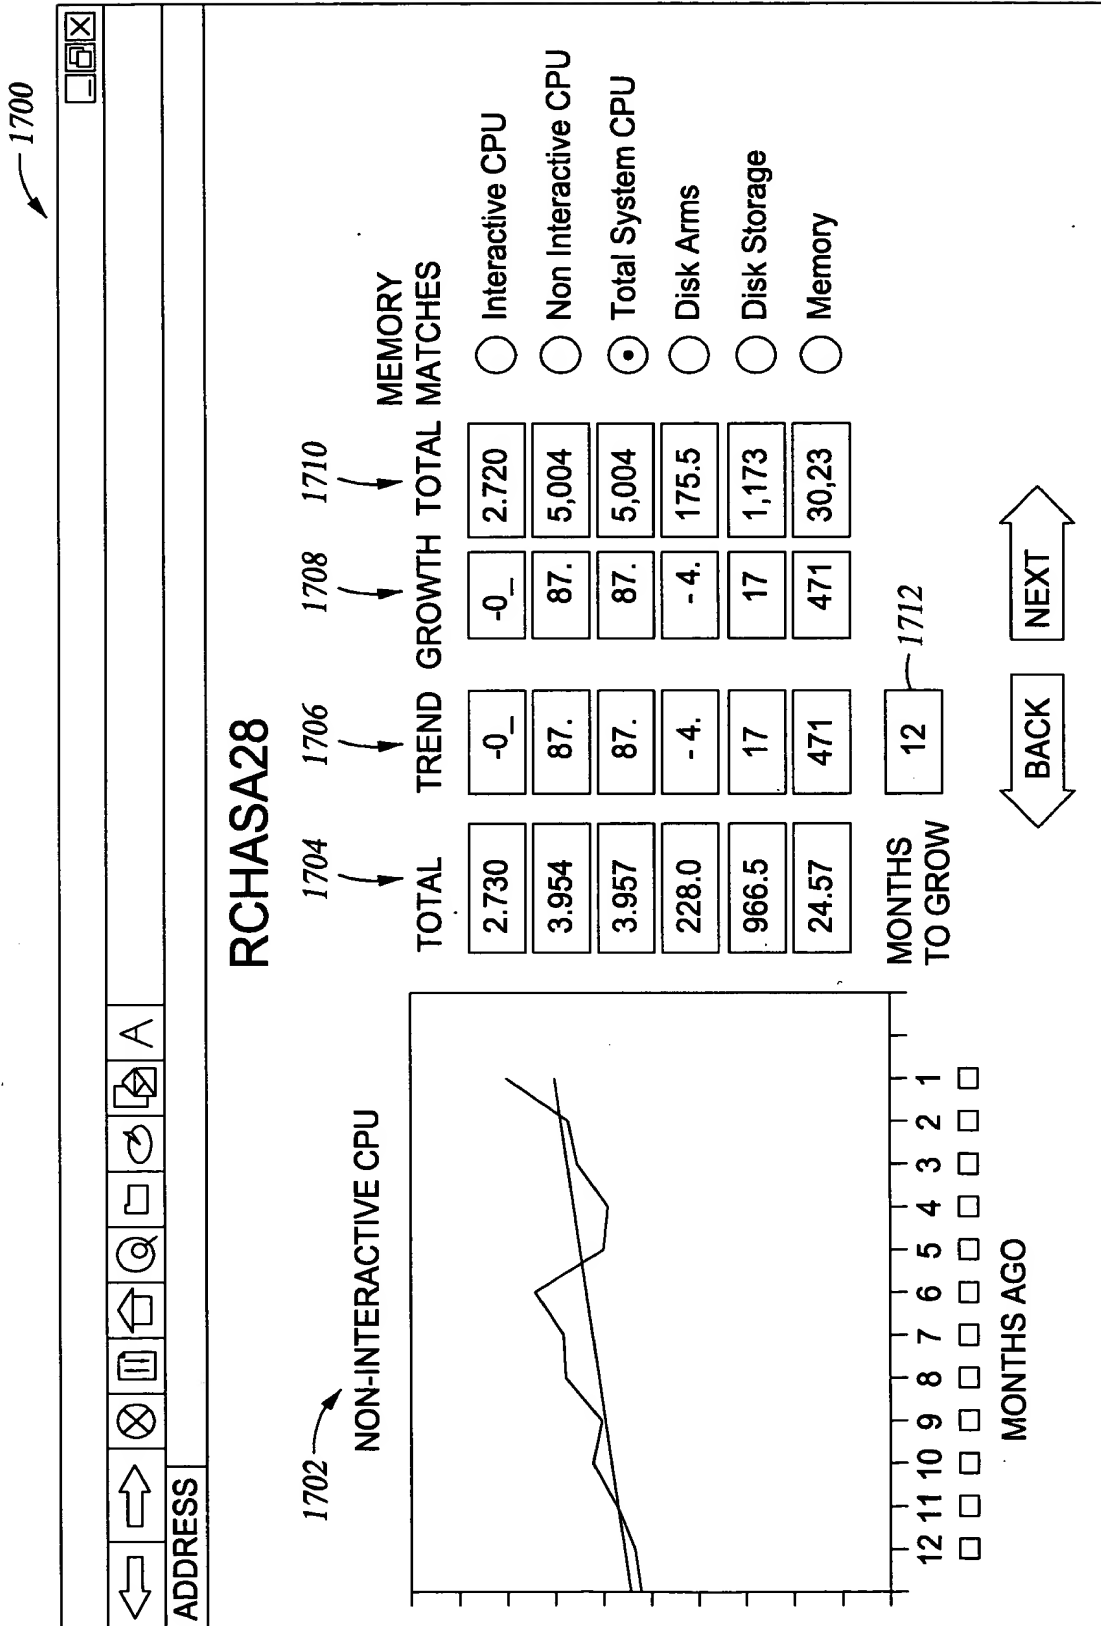 1700
ADDRESS
RCHASA28
1702
NON-INTERACTIVE CPU
12 11 10 9 8 7 6 5 4 3 2 1
MONTHS AGO
1704 1706 1708 1710
MEMORY
TOTAL TREND GROWTH TOTAL MATCHES
2.730 -0_ -0_ 2.720 Interactive CPU
3.954 87. 87. 5,004 Non Interactive CPU
3.957 87. 87. 5,004 Total System CPU
228.0 -4. -4. 175.5 Disk Arms
966.5 17 17 1,173 Disk Storage
24.57 471 471 30,23 Memory
MONTHS
TO GROW
12
1712
BACK
NEXT